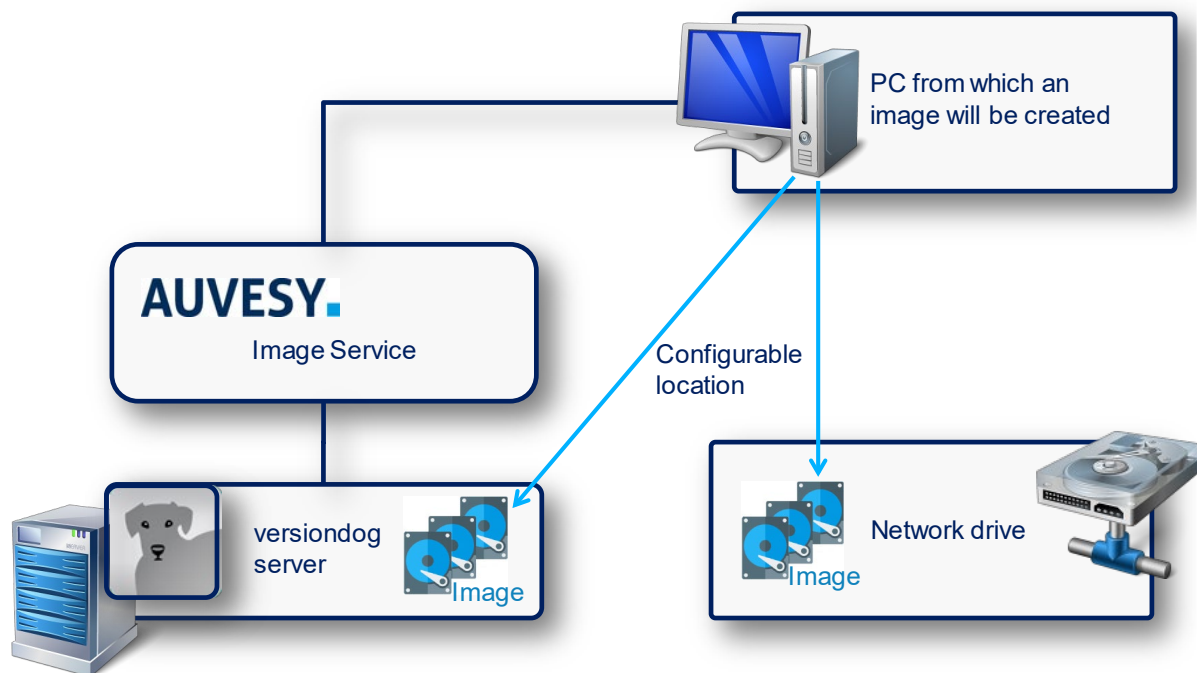 PC from which an
image will be created
AUVESY.
Image Service
Configurable
location
versiondog
server
Image
Network drive
Image